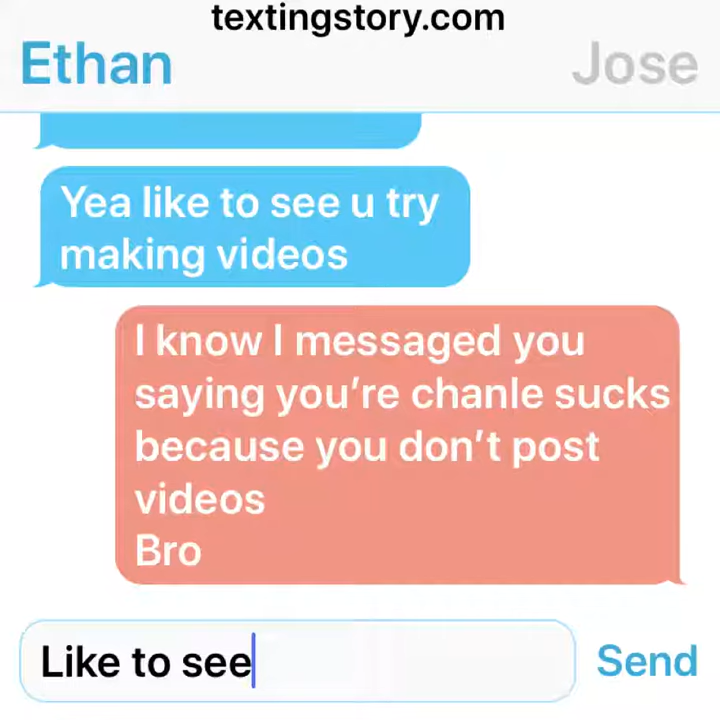 textingstory.com
Ethan
Jose
Yea like to see u try
making videos
I know I messaged you
saying you’re chanle sucks
because you don’t post
videos
Bro
Like to see
Send